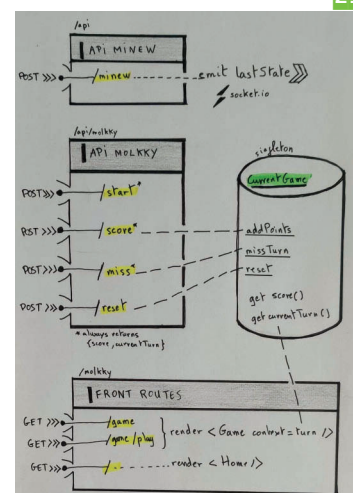 /api
API MINEW
POST >>> /minew emit lastState >>>
socket.io
/api/molkky
API MOLKKY
singleton
CurrentGame
POST >>> /start*
POST >>> /score* addPoints
POST >>> /miss* missTurn
reset
POST >>> /reset
get score()
get currentTurn()
* always returns
{score, currentTurn}
/molkky
FRONT ROUTES
GET >>> /game
GET >>> /game/play } render <Game context=turn />
GET >>> /.. render <Home/>